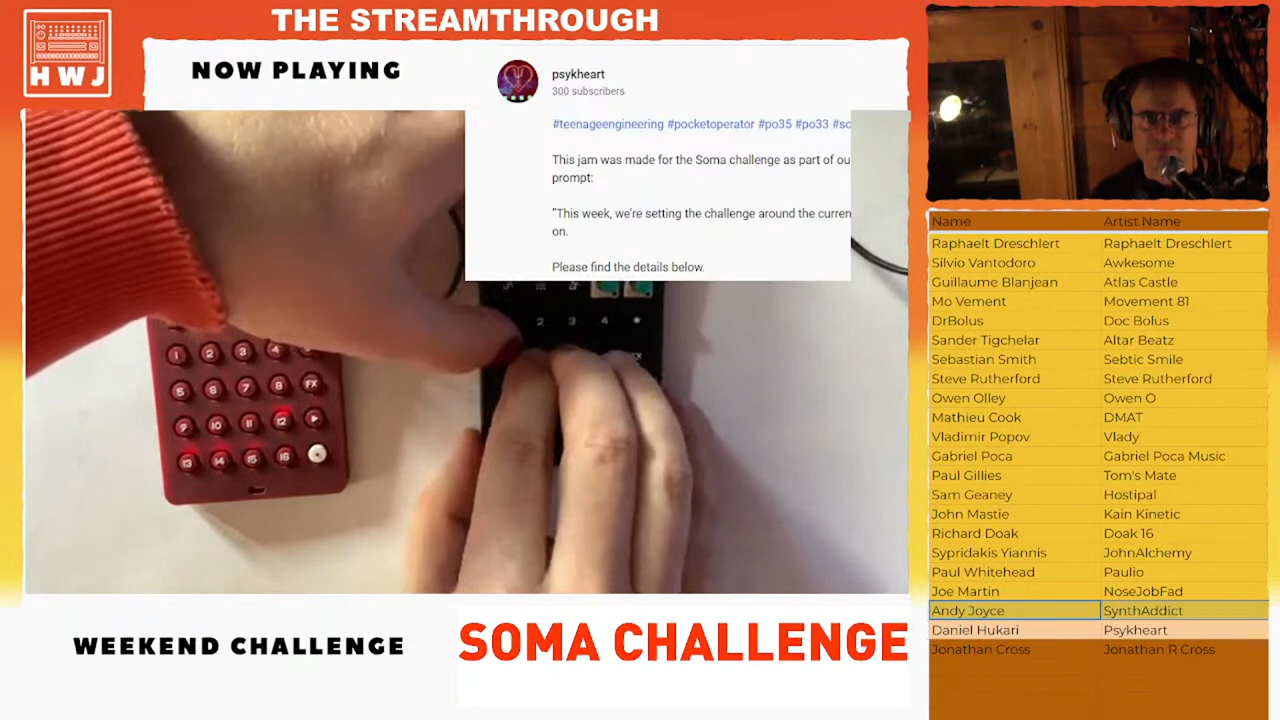 THE STREAMTHROUGH
HWJ
NOW PLAYING
psykheart
300 subscribers
#teenageengineering #pocketoperator #po35 #po33 #sc
This jam was made for the Soma challenge as part of ou
prompt:
"This week, we're setting the challenge around the curren
on.
Please find the details below.
2 3 4
1 2 3 4
5 6 7 8 FX
9 10 11 12
13 14 15 16
WEEKEND CHALLENGE
SOMA CHALLENGE
Name Artist Name
Raphaelt Dreschlert Raphaelt Dreschlert
Silvio Vantodoro Awkesome
Guillaume Blanjean Atlas Castle
Mo Vement Movement 81
DrBolus Doc Bolus
Sander Tigchelar Altar Beatz
Sebastian Smith Sebtic Smile
Steve Rutherford Steve Rutherford
Owen Olley Owen O
Mathieu Cook DMAT
Vladimir Popov Vlady
Gabriel Poca Gabriel Poca Music
Paul Gillies Tom's Mate
Sam Geaney Hostipal
John Mastie Kain Kinetic
Richard Doak Doak 16
Sypridakis Yiannis JohnAlchemy
Paul Whitehead Paulio
Joe Martin NoseJobFad
Andy Joyce SynthAddict
Daniel Hukari Psykheart
Jonathan Cross Jonathan R Cross